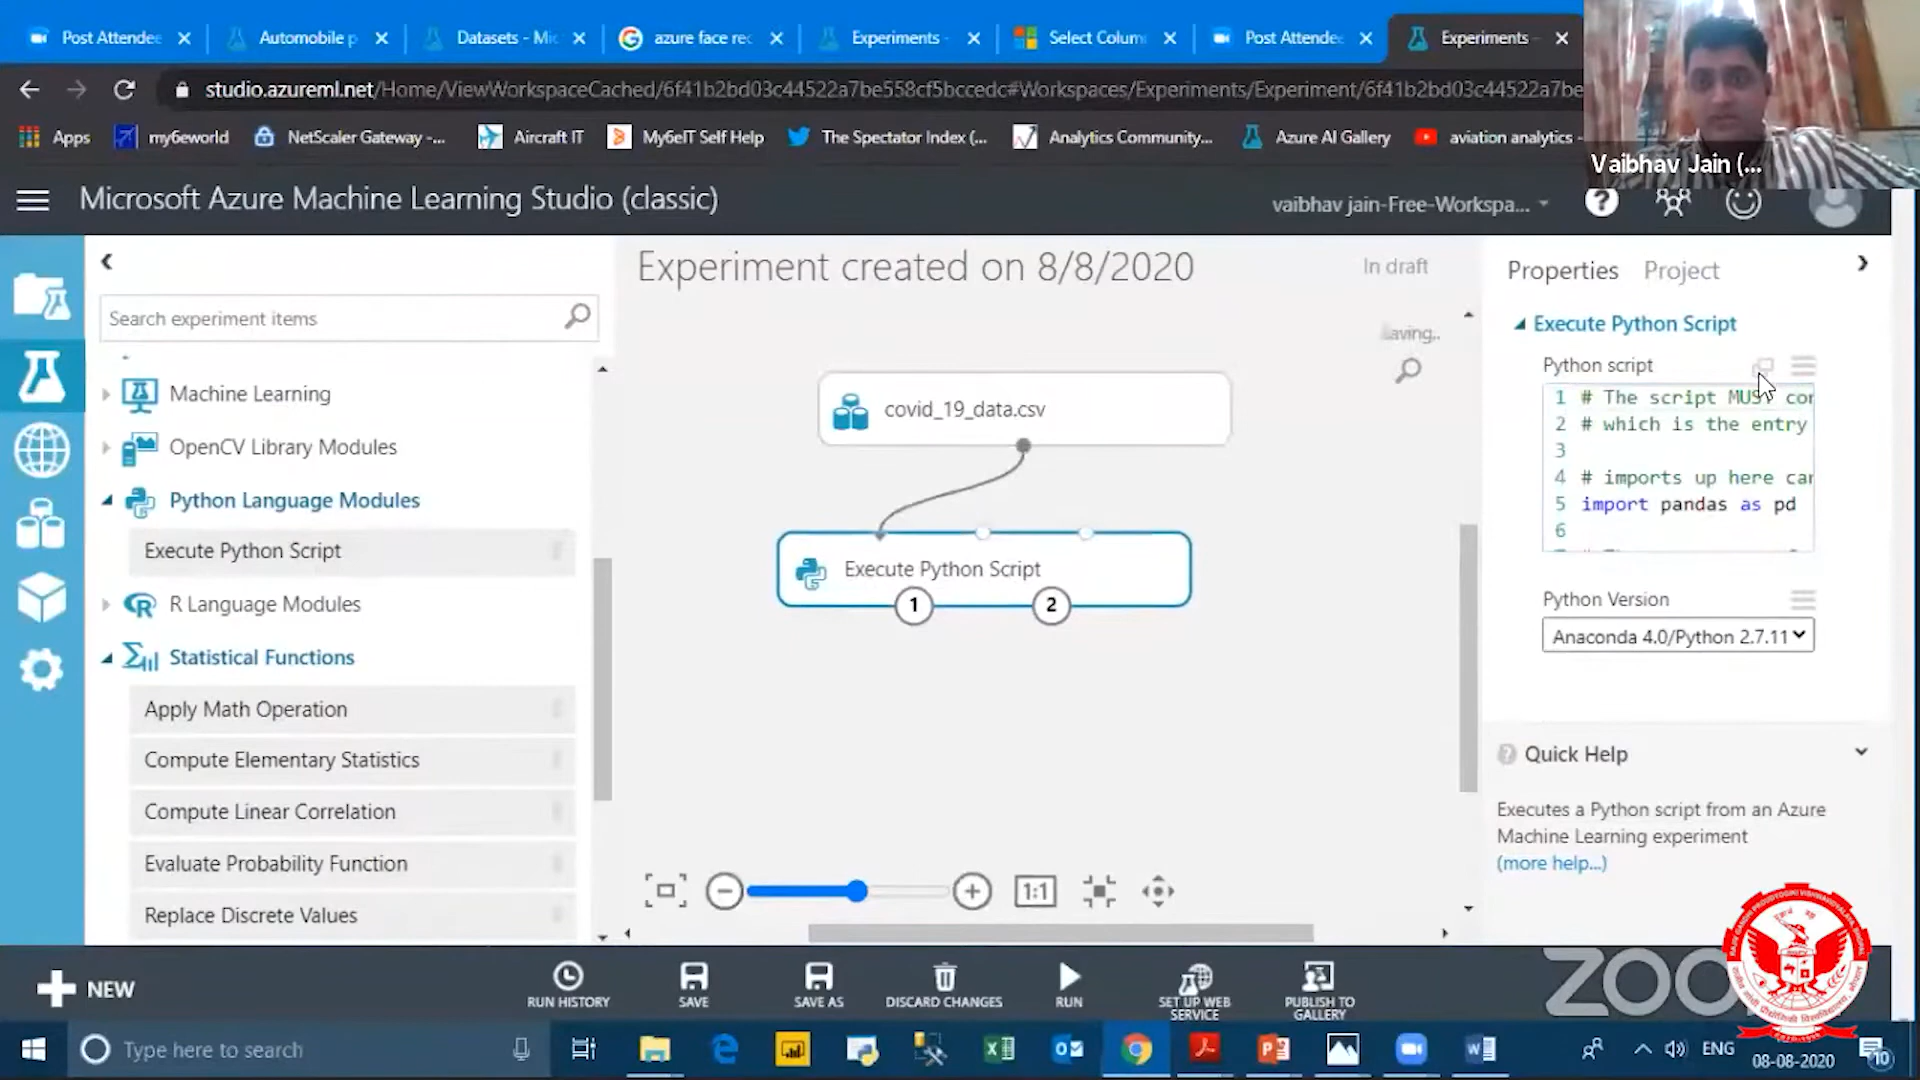 Post Attendee
Automobile p
Datasets - Mic
azure face rec
Experiments -
Select Colum
Post Attendee
Experiments -
studio.azureml.net/Home/ViewWorkspaceCached/6f41b2bd03c44522a7be558cf5bccedc#Workspaces/Experiments/Experiment/6f41b2bd03c44522a7be
Apps
my6eworld
NetScaler Gateway -...
Aircraft IT
My6eIT Self Help
The Spectator Index (...
Analytics Community...
Azure AI Gallery
aviation analytics -
Vaibhav Jain (...
Microsoft Azure Machine Learning Studio (classic)
vaibhav jain-Free-Workspa...
Experiment created on 8/8/2020
In draft
Properties
Project
Search experiment items
aving..
Execute Python Script
Python script
1 # The script MUST cor
2 # which is the entry
3
4 # imports up here can
5 import pandas as pd
6
Machine Learning
OpenCV Library Modules
Python Language Modules
Execute Python Script
R Language Modules
Statistical Functions
Apply Math Operation
Compute Elementary Statistics
Compute Linear Correlation
Evaluate Probability Function
Replace Discrete Values
covid_19_data.csv
Execute Python Script
1
2
Python Version
Anaconda 4.0/Python 2.7.11
Quick Help
Executes a Python script from an Azure
Machine Learning experiment
(more help...)
1:1
NEW
RUN HISTORY
SAVE
SAVE AS
DISCARD CHANGES
RUN
SET UP WEB
SERVICE
PUBLISH TO
GALLERY
Type here to search
ENG
08-08-2020
10